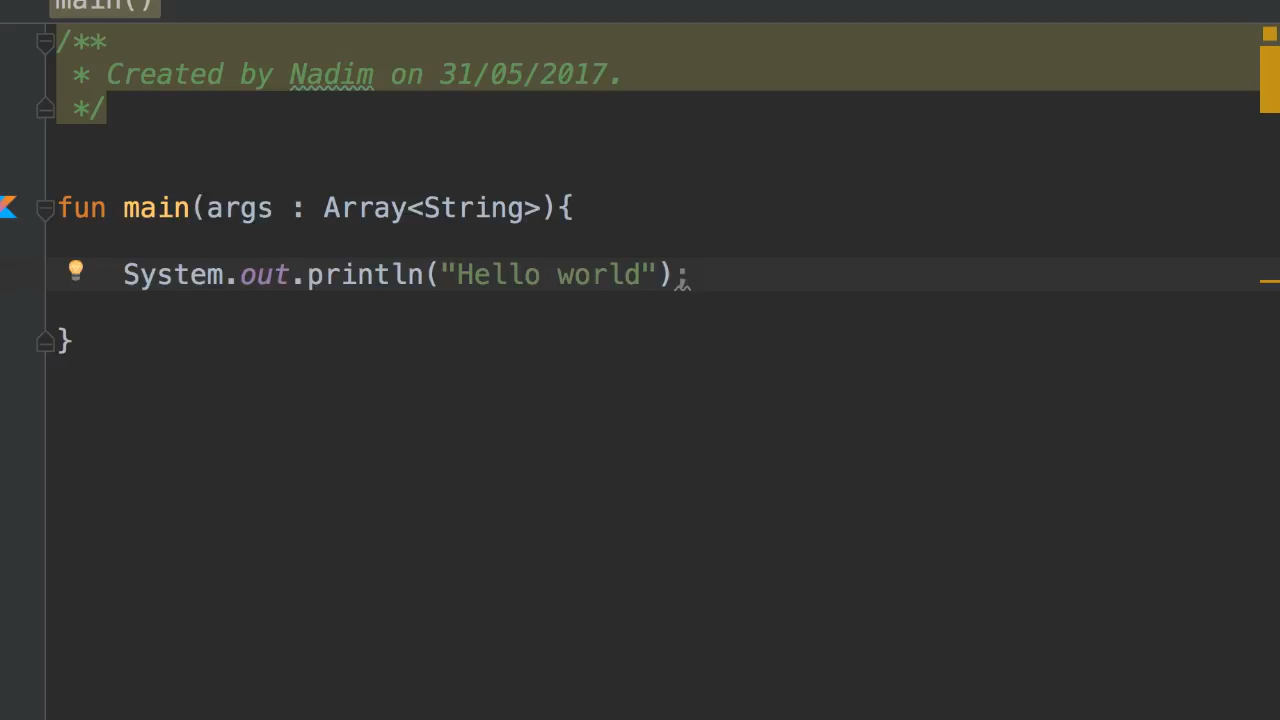 main()
/**
* Created by Nadim on 31/05/2017.
*/
fun main(args : Array<String>){
System.out.println("Hello world");
}